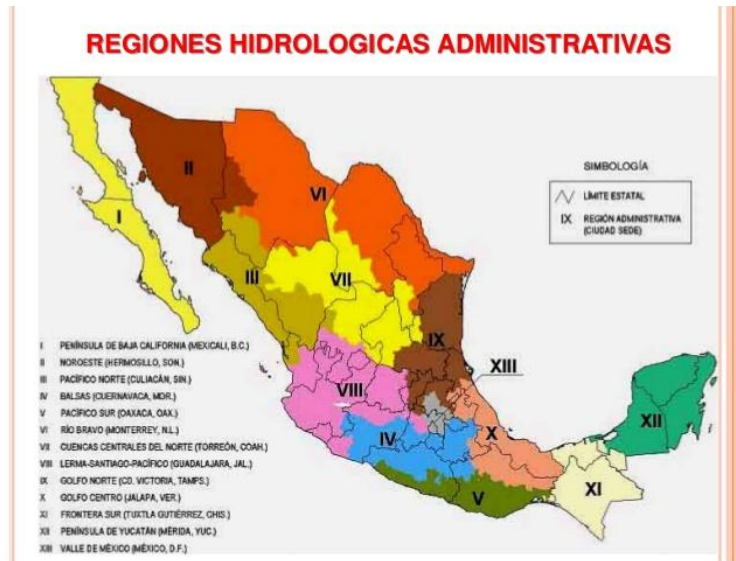 REGIONES HIDROLOGICAS ADMINISTRATIVAS
SIMBOLOGÍA
LÍMITE ESTATAL
IX REGIÓN ADMINISTRATIVA
(CIUDAD SEDE)
II
VI
I
III
VII
IX
XIII
VIII
XII
IV
X
V
XI
I PENÍNSULA DE BAJA CALIFORNIA (MEXICALI, B.C.)
II NOROESTE (HERMOSILLO, SON.)
III PACÍFICO NORTE (CULIACÁN, SIN.)
IV BALSAS (CUERNAVACA, MOR.)
V PACÍFICO SUR (OAXACA, OAX.)
VI RÍO BRAVO (MONTERREY, N.L.)
VII CUENCAS CENTRALES DEL NORTE (TORREÓN, COAH.)
VIII LERMA-SANTIAGO-PACÍFICO (GUADALAJARA, JAL.)
IX GOLFO NORTE (CD. VICTORIA, TAMPS.)
X GOLFO CENTRO (JALAPA, VER.)
XI FRONTERA SUR (TUXTLA GUTIÉRREZ, CHIS.)
XII PENÍNSULA DE YUCATÁN (MÉRIDA, YUC.)
XIII VALLE DE MÉXICO (MÉXICO, D.F.)